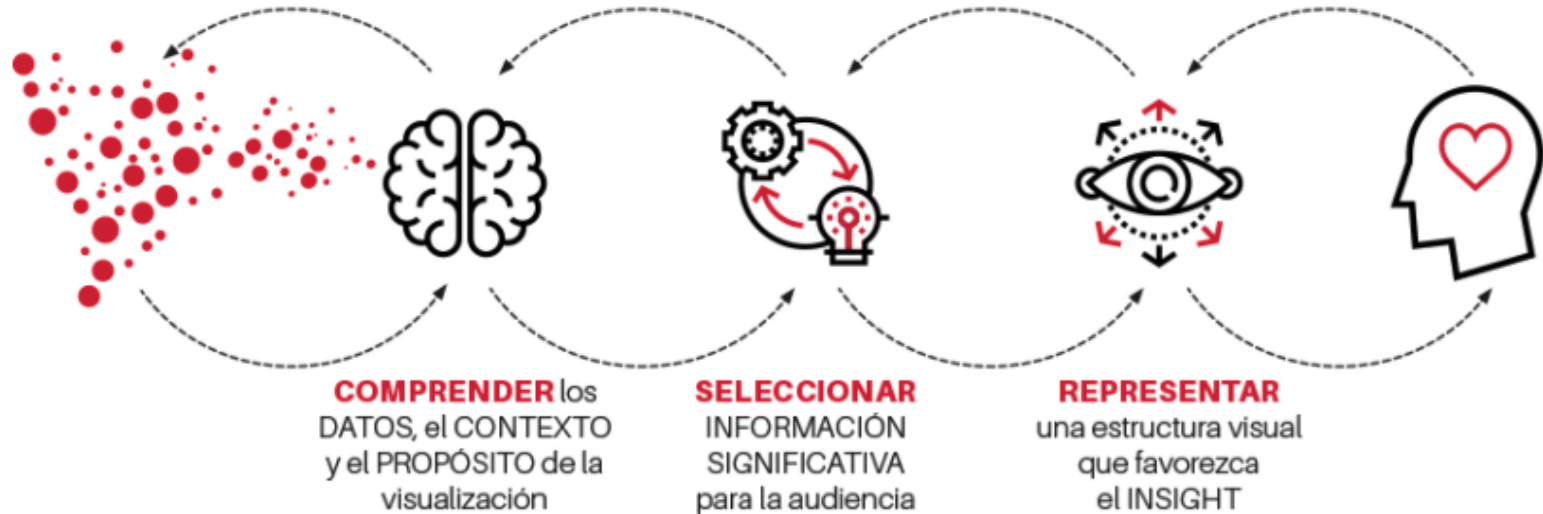 COMPRENDER los
DATOS, el CONTEXTO
y el PROPÓSITO de la
visualización
SELECCIONAR
INFORMACIÓN
SIGNIFICATIVA
para la audiencia
REPRESENTAR
una estructura visual
que favorezca
el INSIGHT